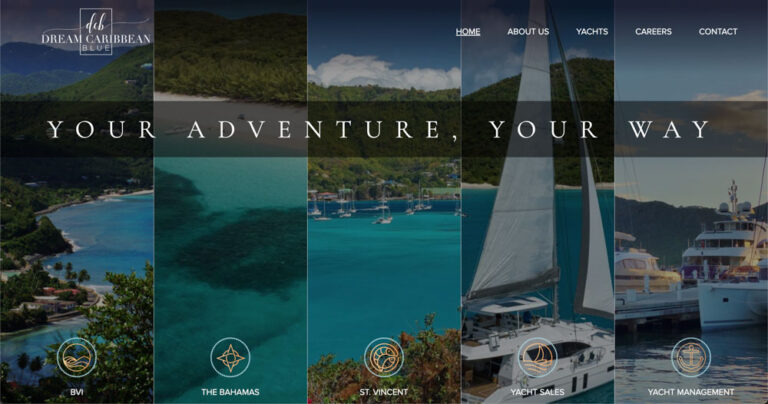 dcb
DREAM CARIBBEAN
BLUE
HOME ABOUT US YACHTS CAREERS CONTACT
YOUR ADVENTURE, YOUR WAY
BVI THE BAHAMAS ST. VINCENT YACHT SALES YACHT MANAGEMENT